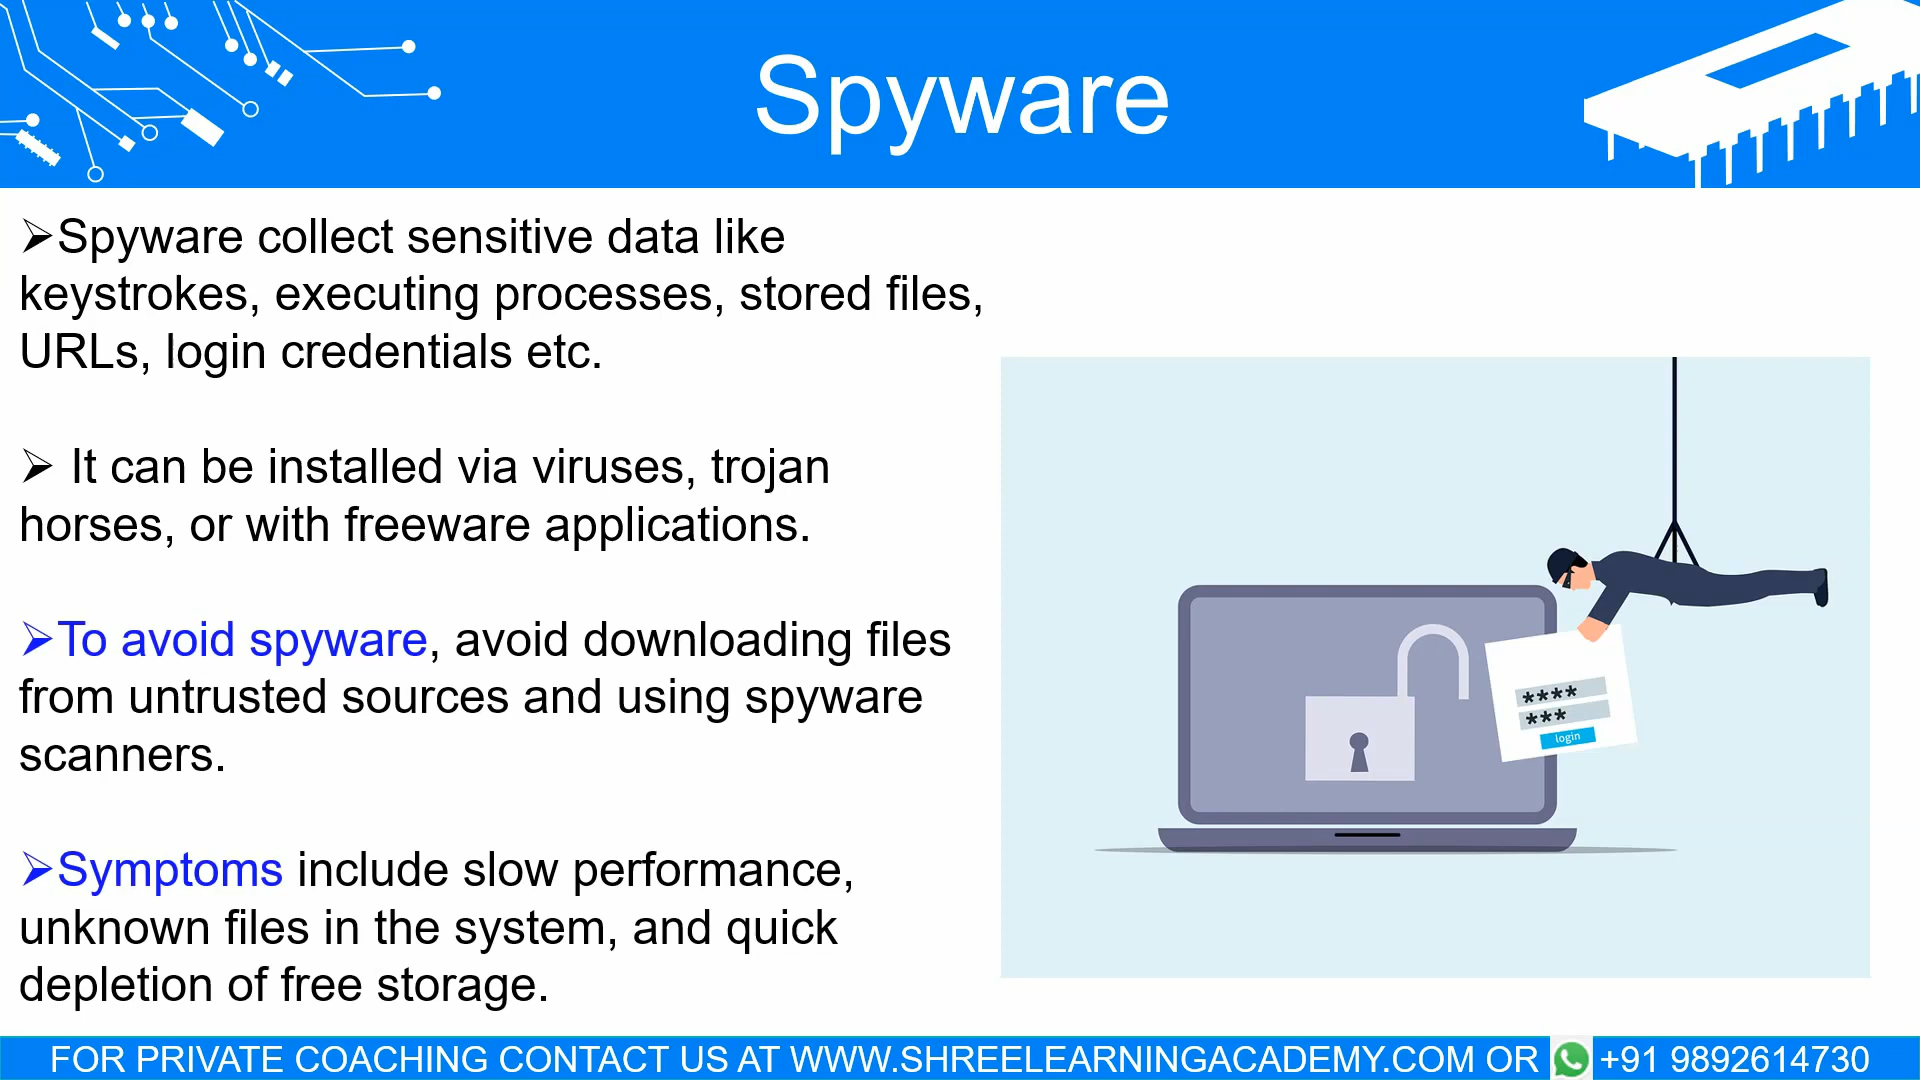 Spyware
➢Spyware collect sensitive data like
keystrokes, executing processes, stored files,
URLs, login credentials etc.
➢ It can be installed via viruses, trojan
horses, or with freeware applications.
➢To avoid spyware, avoid downloading files
from untrusted sources and using spyware
scanners.
➢Symptoms include slow performance,
unknown files in the system, and quick
depletion of free storage.
****
***
login
FOR PRIVATE COACHING CONTACT US AT WWW.SHREELEARNINGACADEMY.COM OR +91 9892614730